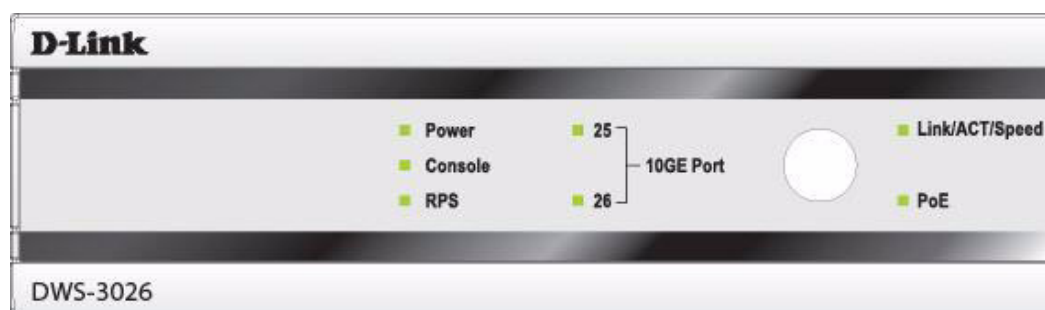 D-Link
Power 25 Link/ACT/Speed
Console 10GE Port
RPS 26 PoE
DWS-3026